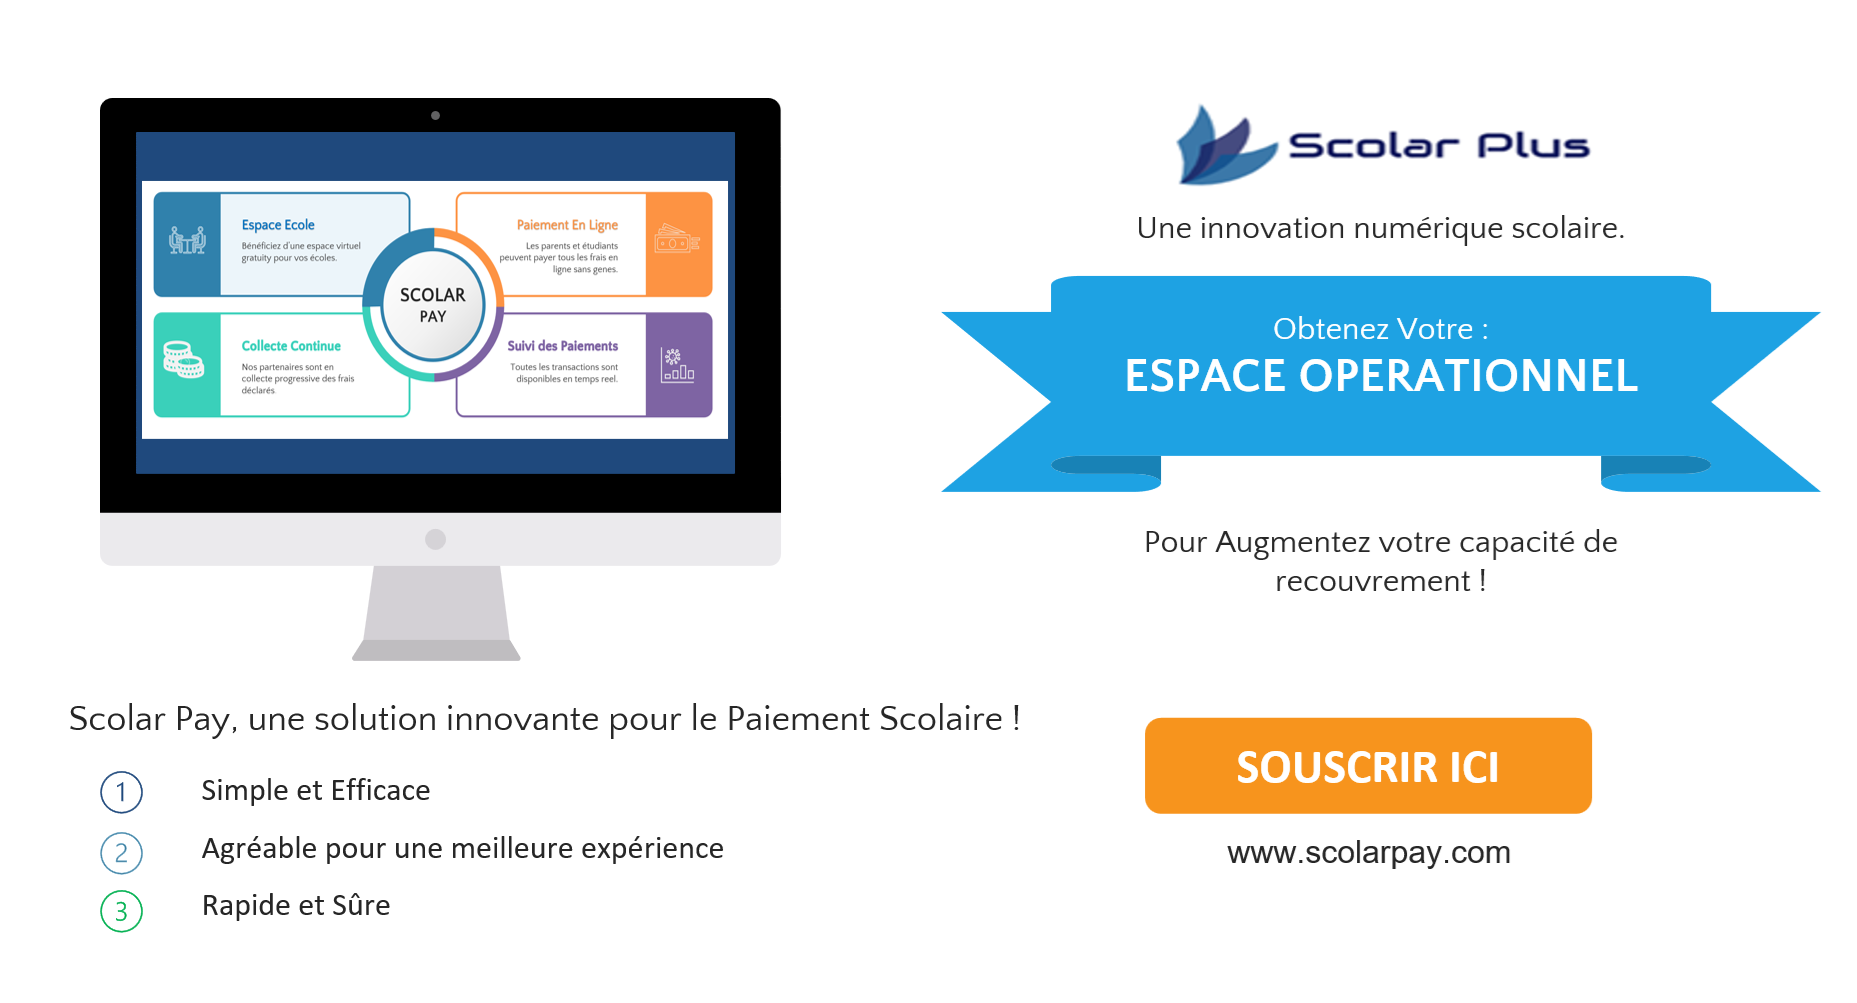 Espace Ecole
Bénéficiez d'une espace virtuel
gratuity pour vos écoles.
Paiement En Ligne
Les parents et étudiants
peuvent payer tous les frais en
ligne sans genes.
SCOLAR
PAY
Collecte Continue
Nos partenaires sont en
collecte progressive des frais
déclarés
Suivi des Paiements
Toutes les transactions sont
disponibles en temps reel.
Scolar Pay, une solution innovante pour le Paiement Scolaire !
1 Simple et Efficace
2 Agréable pour une meilleure expérience
3 Rapide et Sûre
Scolar Plus
Une innovation numérique scolaire.
Obtenez Votre :
ESPACE OPERATIONNEL
Pour Augmentez votre capacité de
recouvrement !
SOUSCRIR ICI
www.scolarpay.com